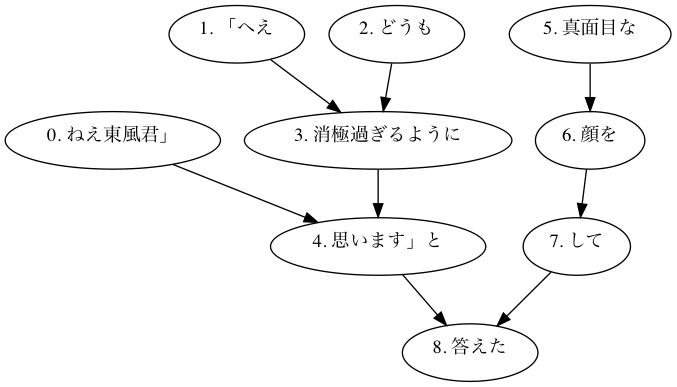 1. 「へえ
2. どうも
5. 真面目な
0. ねえ東風君」
3. 消極過ぎるように
6. 顔を
4. 思います」と
7. して
8. 答えた